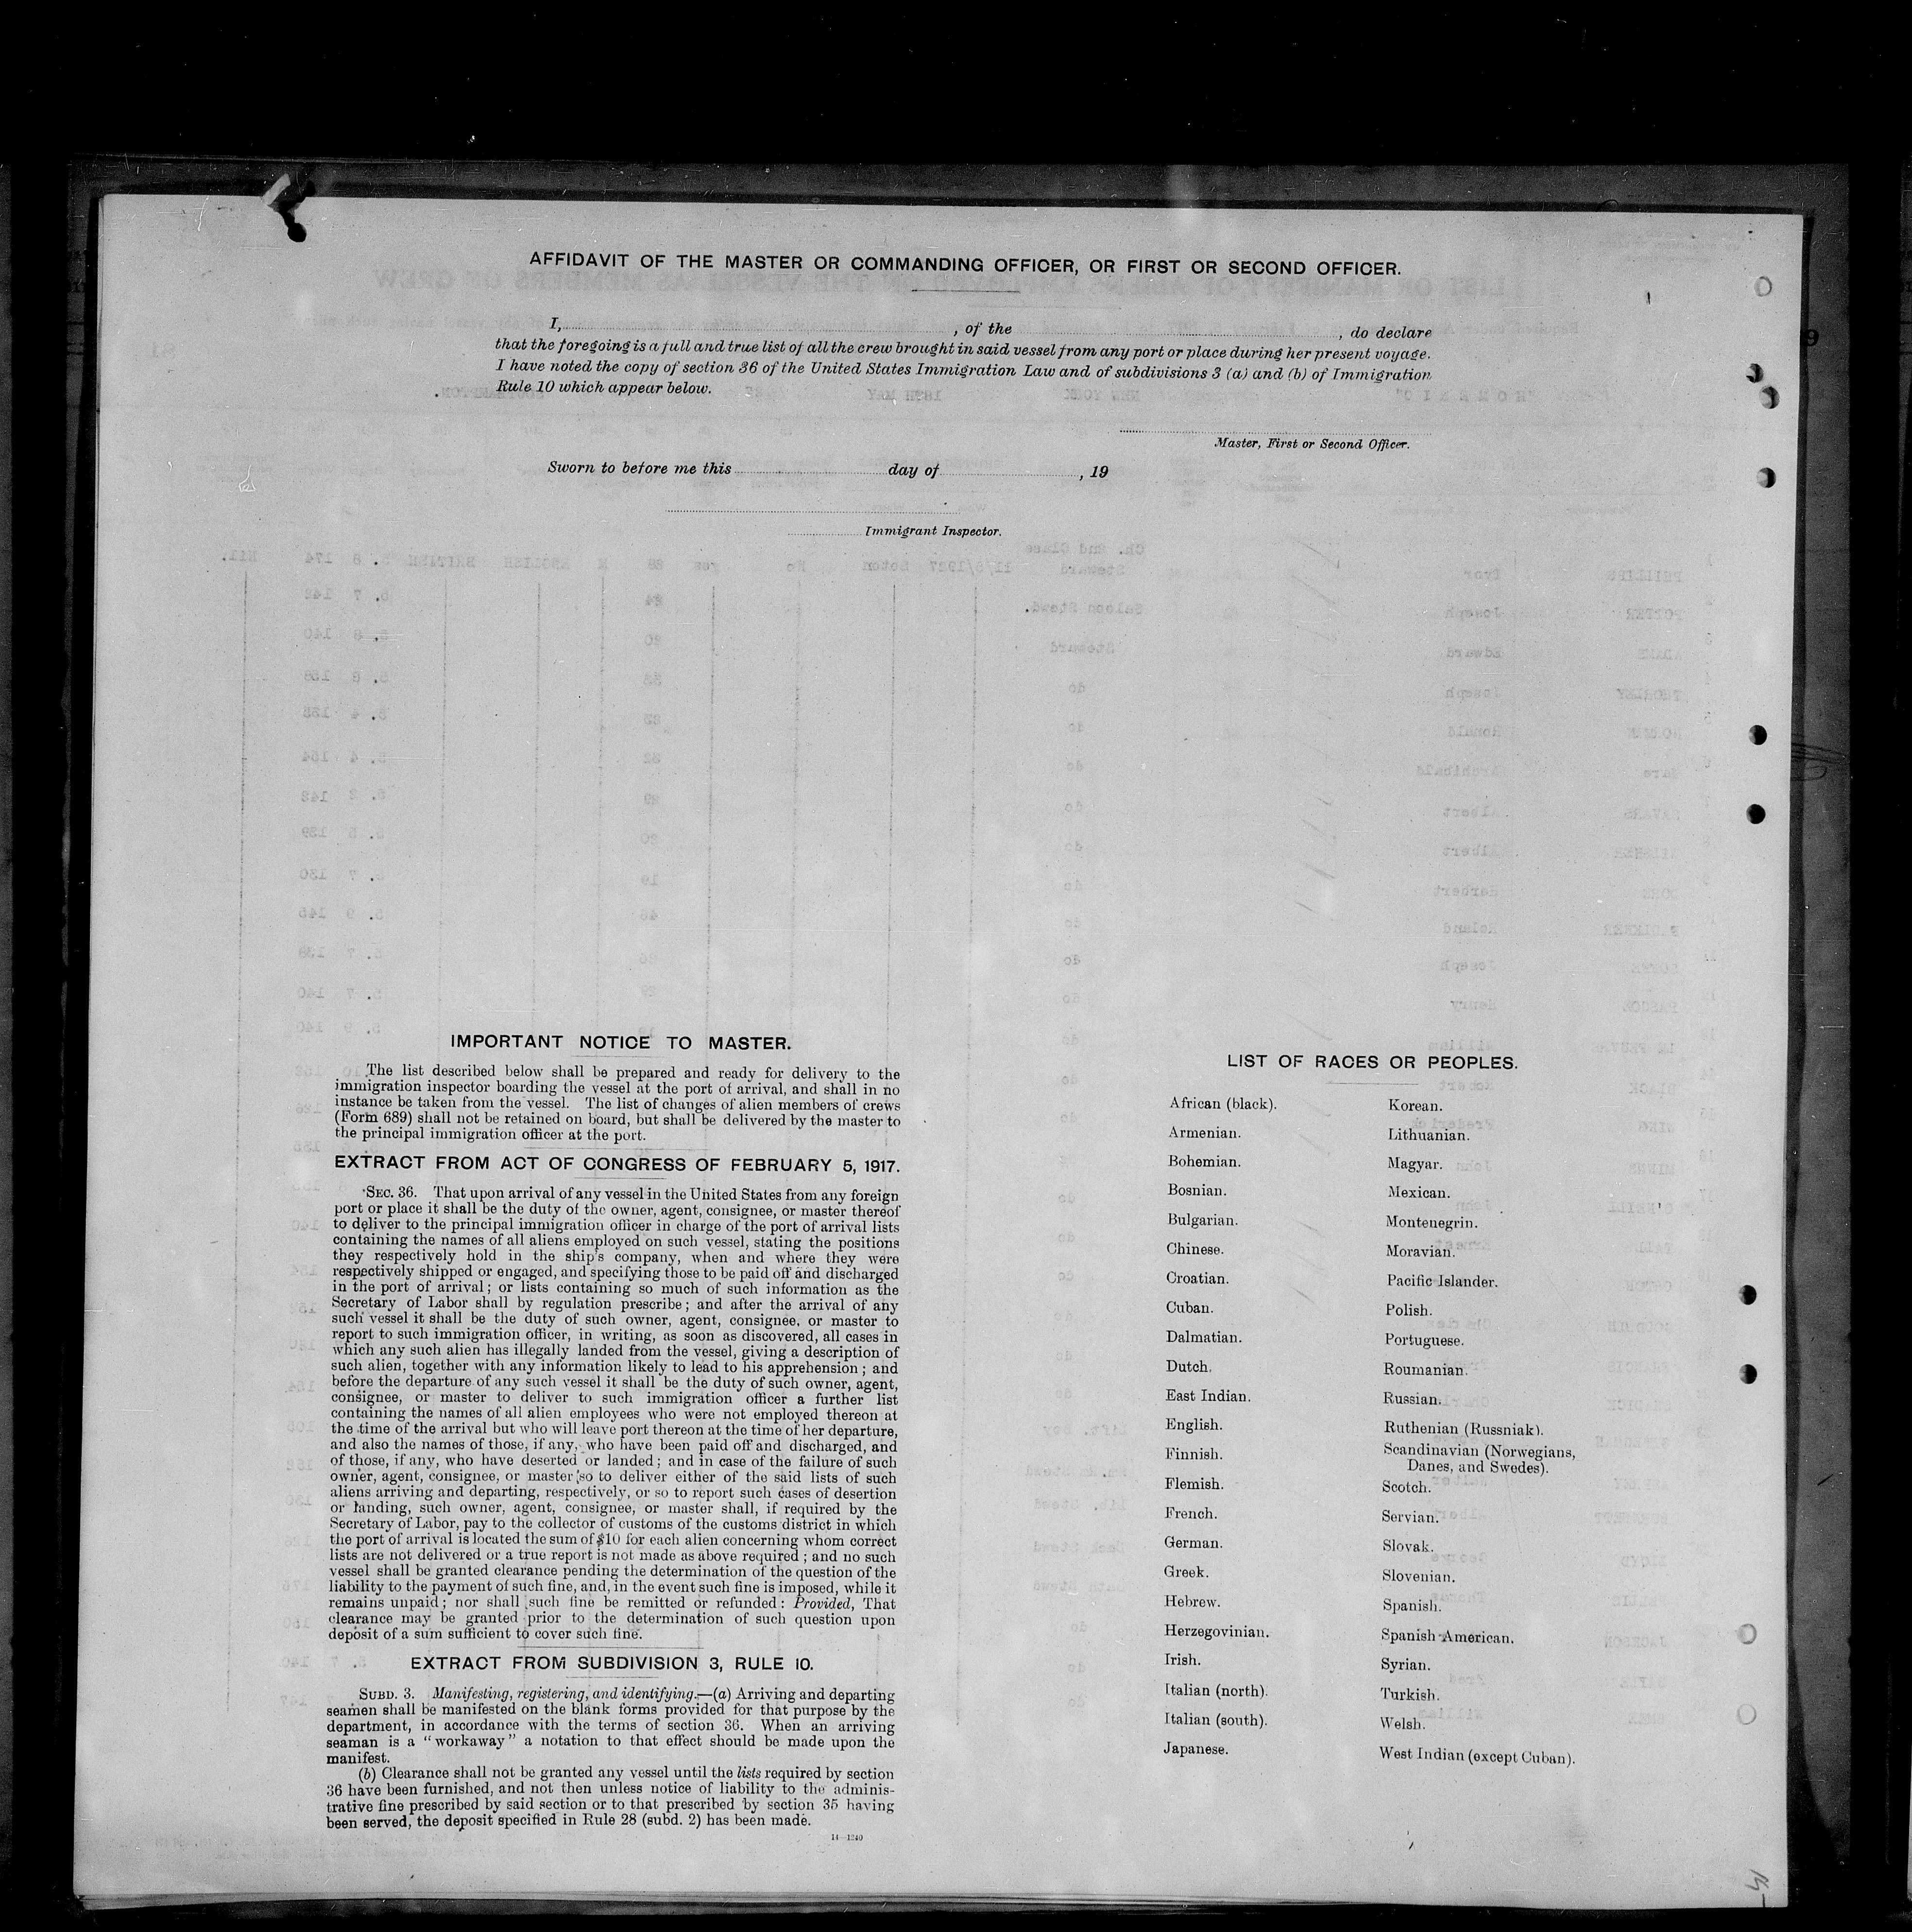 AFFIDAVIT OF THE MASTER OR COMMANDING OFFICER, OR FIRST OR SECOND OFFICER.
I, , of the , do declare
that the foregoing is a full and true list of all the crew brought in said vessel from any port or place during her present voyage.
I have noted the copy of section 36 of the United States Immigration Law and of subdivisions 3 (a) and (b) of Immigration
Rule 10 which appear below.
Master, First or Second Officer.
Sworn to before me this day of , 19
Immigrant Inspector.
IMPORTANT NOTICE TO MASTER.
The list described below shall be prepared and ready for delivery to the
immigration inspector boarding the vessel at the port of arrival, and shall in no
instance be taken from the vessel. The list of changes of alien members of crews
(Form 689) shall not be retained on board, but shall be delivered by the master to
the principal immigration officer at the port.
EXTRACT FROM ACT OF CONGRESS OF FEBRUARY 5, 1917.
SEC. 36. That upon arrival of any vessel in the United States from any foreign
port or place it shall be the duty of the owner, agent, consignee, or master thereof
to deliver to the principal immigration officer in charge of the port of arrival lists
containing the names of all aliens employed on such vessel, stating the positions
they respectively hold in the ship's company, when and where they were
respectively shipped or engaged, and specifying those to be paid off and discharged
in the port of arrival; or lists containing so much of such information as the
Secretary of Labor shall by regulation prescribe; and after the arrival of any
such vessel it shall be the duty of such owner, agent, consignee, or master to
report to such immigration officer, in writing, as soon as discovered, all cases in
which any such alien has illegally landed from the vessel, giving a description of
such alien, together with any information likely to lead to his apprehension; and
before the departure of any such vessel it shall be the duty of such owner, agent,
consignee, or master to deliver to such immigration officer a further list
containing the names of all alien employees who were not employed thereon at
the time of the arrival but who will leave port thereon at the time of her departure,
and also the names of those, if any, who have been paid off and discharged, and
of those, if any, who have deserted or landed; and in case of the failure of such
owner, agent, consignee, or master so to deliver either of the said lists of such
aliens arriving and departing, respectively, or so to report such cases of desertion
or landing, such owner, agent, consignee, or master shall, if required by the
Secretary of Labor, pay to the collector of customs of the customs district in which
the port of arrival is located the sum of $10 for each alien concerning whom correct
lists are not delivered or a true report is not made as above required; and no such
vessel shall be granted clearance pending the determination of the question of the
liability to the payment of such fine, and, in the event such fine is imposed, while it
remains unpaid; nor shall such fine be remitted or refunded: Provided, That
clearance may be granted prior to the determination of such question upon
deposit of a sum sufficient to cover such fine.
EXTRACT FROM SUBDIVISION 3, RULE 10.
SUBD. 3. Manifesting, registering, and identifying.—(a) Arriving and departing
seamen shall be manifested on the blank forms provided for that purpose by the
department, in accordance with the terms of section 36. When an arriving
seaman is a "workaway" a notation to that effect should be made upon the
manifest.
(b) Clearance shall not be granted any vessel until the lists required by section
36 have been furnished, and not then unless notice of liability to the adminis-
trative fine prescribed by said section or to that prescribed by section 35 having
been served, the deposit specified in Rule 28 (subd. 2) has been made.
14—1240
LIST OF RACES OR PEOPLES.
African (black).
Armenian.
Bohemian.
Bosnian.
Bulgarian.
Chinese.
Croatian.
Cuban.
Dalmatian.
Dutch.
East Indian.
English.
Finnish.
Flemish.
French.
German.
Greek.
Hebrew.
Herzegovinian.
Irish.
Italian (north).
Italian (south).
Japanese.
Korean.
Lithuanian.
Magyar.
Mexican.
Montenegrin.
Moravian.
Pacific Islander.
Polish.
Portuguese.
Roumanian.
Russian.
Ruthenian (Russniak).
Scandinavian (Norwegians,
Danes, and Swedes).
Scotch.
Servian.
Slovak.
Slovenian.
Spanish.
Spanish American.
Syrian.
Turkish.
Welsh.
West Indian (except Cuban).